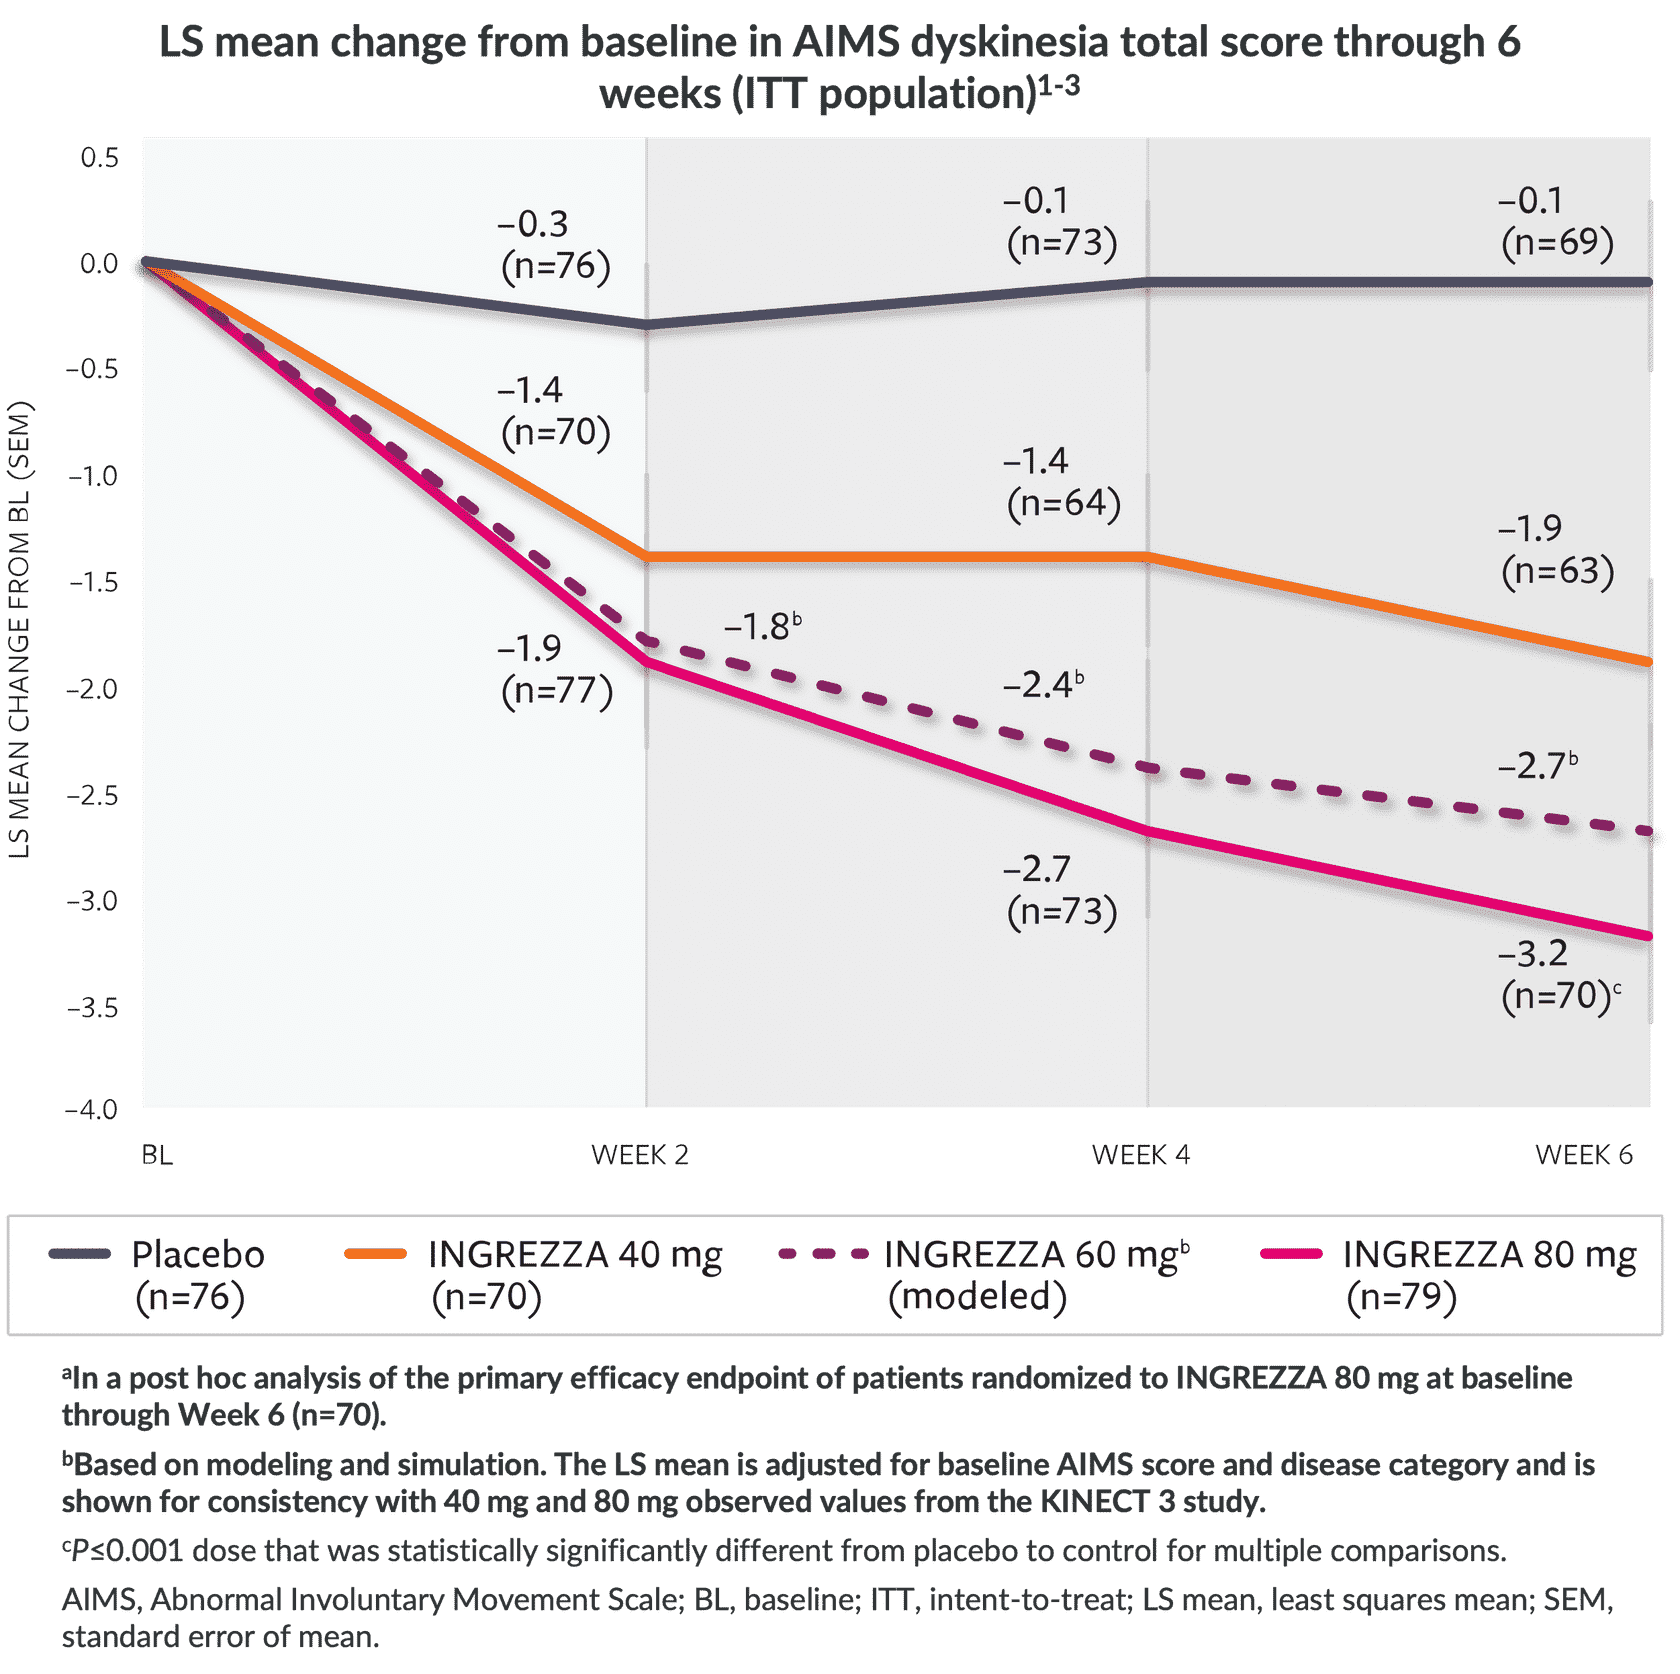 LS mean change from baseline in AIMS dyskinesia total score through 6
weeks (ITT population)¹⁻³
LS MEAN CHANGE FROM BL (SEM)
0.5
0.0
–0.5
–1.0
–1.5
–2.0
–2.5
–3.0
–3.5
–4.0
–0.3
(n=76)
–0.1
(n=73)
–0.1
(n=69)
–1.4
(n=70)
–1.4
(n=64)
–1.9
(n=63)
–1.8ᵇ
–2.4ᵇ
–2.7ᵇ
–1.9
(n=77)
–2.7
(n=73)
–3.2
(n=70)ᶜ
BL
WEEK 2
WEEK 4
WEEK 6
Placebo
(n=76)
INGREZZA 40 mg
(n=70)
INGREZZA 60 mgᵇ
(modeled)
INGREZZA 80 mg
(n=79)
ᵃIn a post hoc analysis of the primary efficacy endpoint of patients randomized to INGREZZA 80 mg at baseline
through Week 6 (n=70).
ᵇBased on modeling and simulation. The LS mean is adjusted for baseline AIMS score and disease category and is
shown for consistency with 40 mg and 80 mg observed values from the KINECT 3 study.
ᶜP≤0.001 dose that was statistically significantly different from placebo to control for multiple comparisons.
AIMS, Abnormal Involuntary Movement Scale; BL, baseline; ITT, intent-to-treat; LS mean, least squares mean; SEM,
standard error of mean.